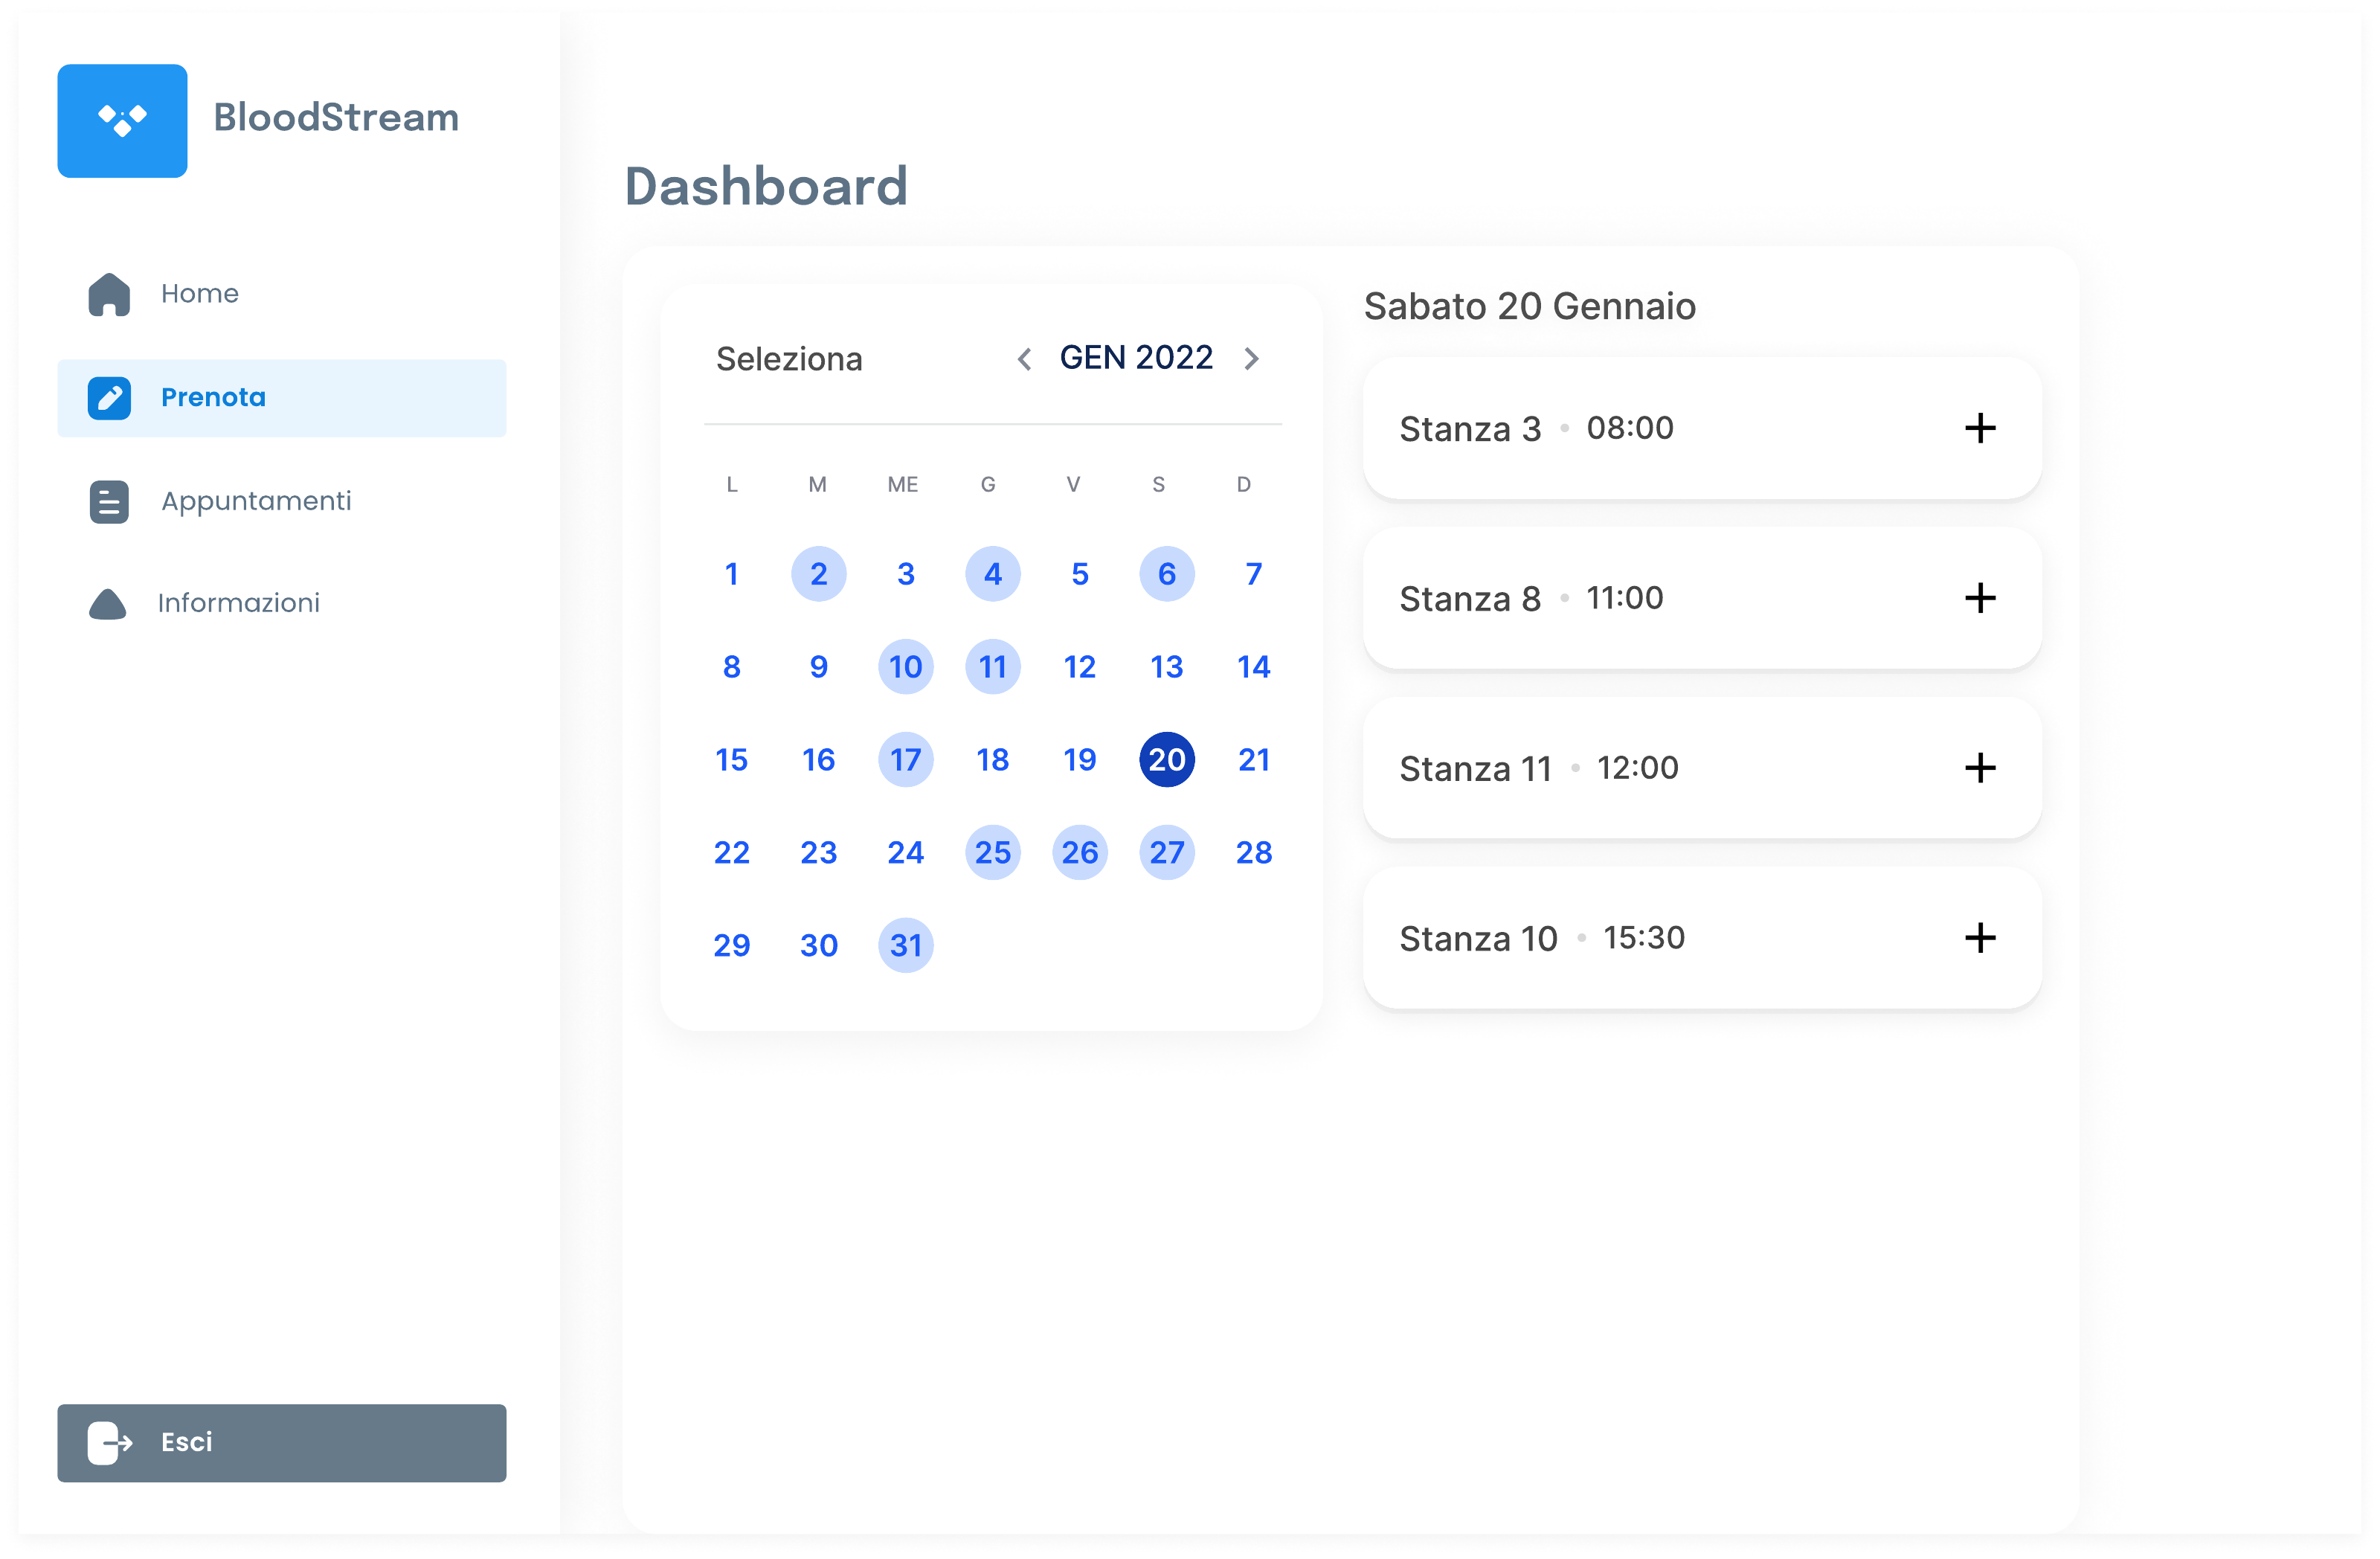 BloodStream
Home
Prenota
Appuntamenti
Informazioni
Esci
Dashboard
Seleziona
GEN 2022
L M ME G V S D
1 2 3 4 5 6 7
8 9 10 11 12 13 14
15 16 17 18 19 20 21
22 23 24 25 26 27 28
29 30 31
Sabato 20 Gennaio
Stanza 3 • 08:00
Stanza 8 • 11:00
Stanza 11 • 12:00
Stanza 10 • 15:30